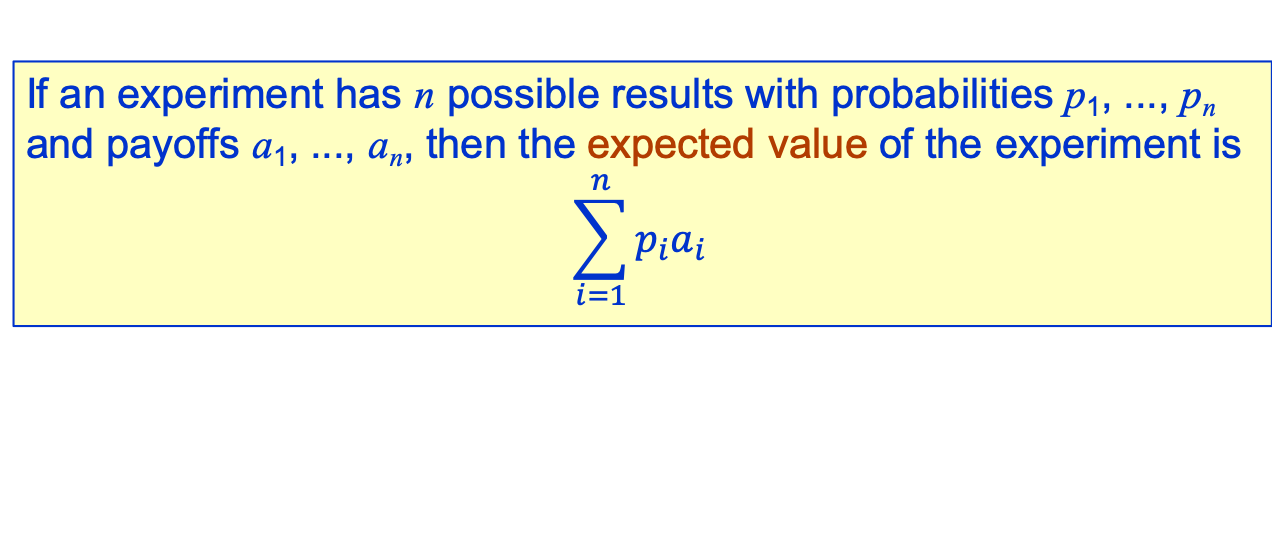 If an experiment has n possible results with probabilities p₁, ..., pₙ
and payoffs a₁, ..., aₙ, then the expected value of the experiment is
n
∑ pᵢaᵢ
i=1